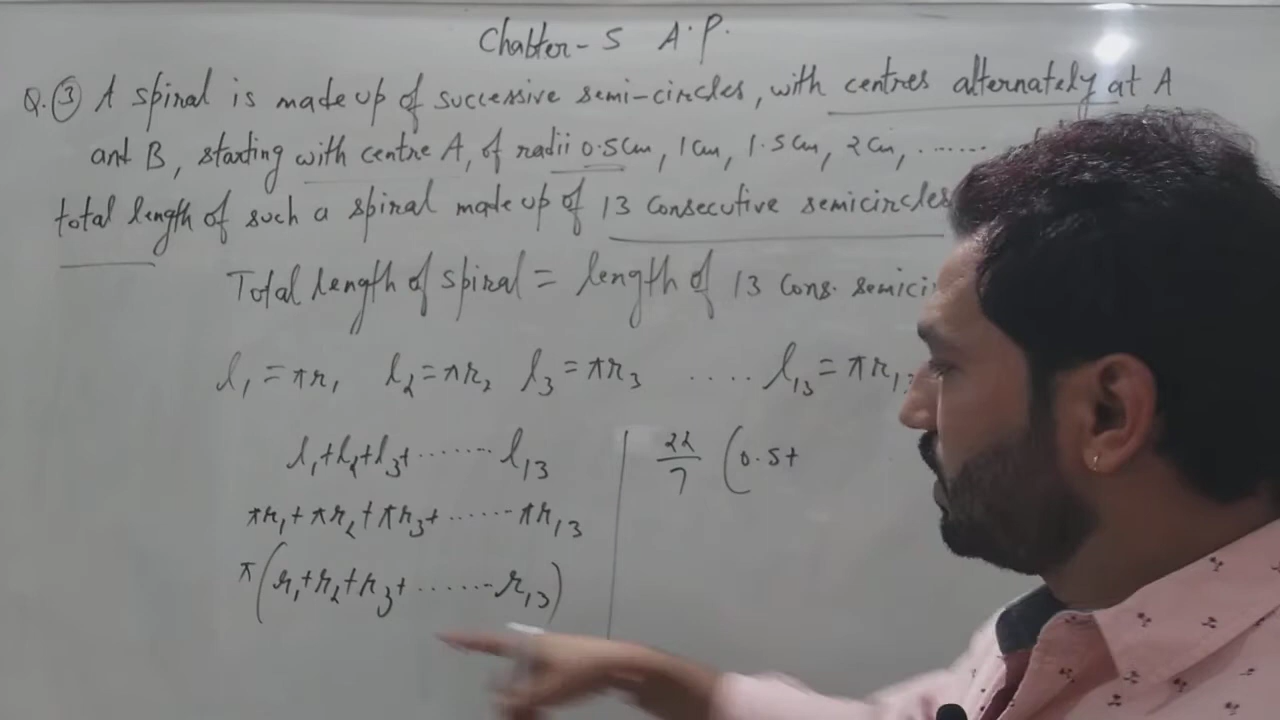 Chapter - 5 A.P.
Q.③ A spiral is made up of successive semi-circles, with centres alternately at A
and B, starting with centre A, of radii 0.5cm, 1cm, 1.5cm, 2cm, .......
total length of such a spiral made up of 13 consecutive semicircles
Total length of spiral = length of 13 cons.
l₁ = πr₁ l₂ = πr₂ l₃ = πr₃ .... l₁₃ = πr₁₃
l₁+l₂+l₃+ ....... l₁₃
πr₁+πr₂+πr₃+ ...... πr₁₃
π(r₁+r₂+r₃+ ....... r₁₃)
22/7 (0.5+